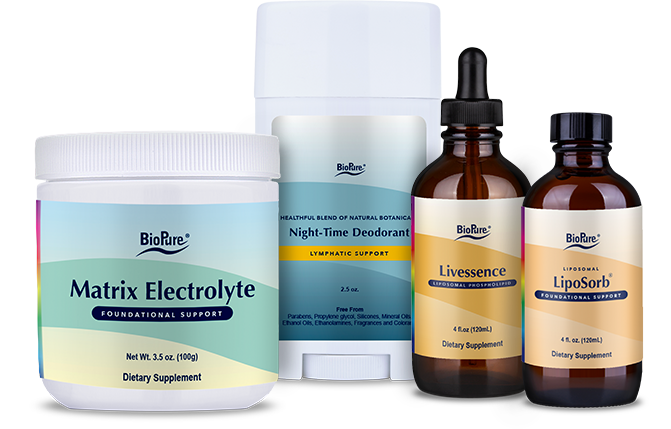 BioPure®
Matrix Electrolyte
FOUNDATIONAL SUPPORT
Net Wt. 3.5 oz. (100g)
Dietary Supplement
BioPure®
HEALTHFUL BLEND OF NATURAL BOTANICA
Night-Time Deodorant
LYMPHATIC SUPPORT
2.5 oz.
Free From
Parabens, Propylene glycol, Silicones, Mineral Oils
Ethanol Oils, Ethanolamines, Fragrances and Coloran
BioPure®
Livessence
LIPOSOMAL PHOSPHOLIPID
4 fl.oz (120mL)
Dietary Supplement
BioPure®
LIPOSOMAL
LipoSorb®
FOUNDATIONAL SUPPORT
4 fl. oz. (120mL)
Dietary Supplement